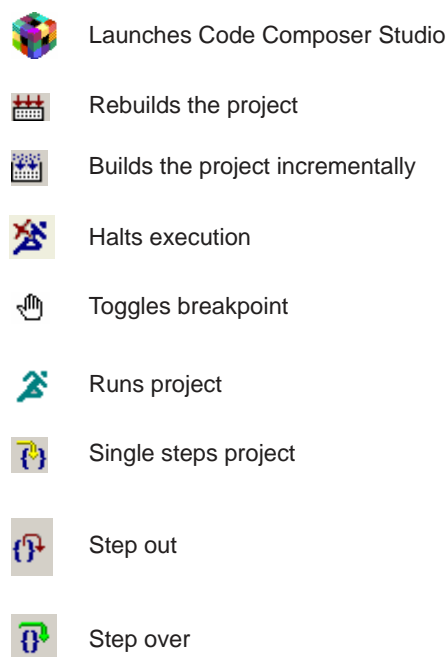 Launches Code Composer Studio
Rebuilds the project
Builds the project incrementally
Halts execution
Toggles breakpoint
Runs project
Single steps project
Step out
Step over